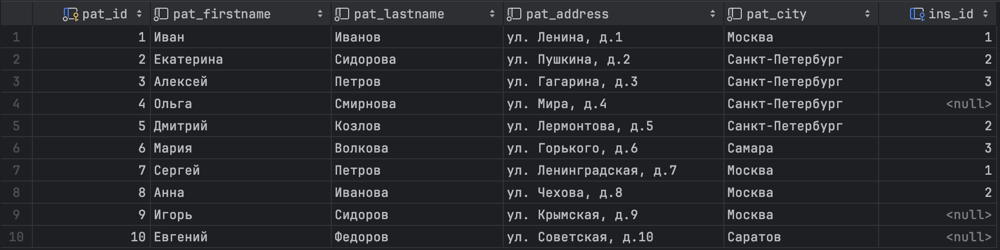 pat_id pat_firstname pat_lastname pat_address pat_city ins_id
1 1 Иван Иванов ул. Ленина, д.1 Москва 1
2 2 Екатерина Сидорова ул. Пушкина, д.2 Санкт-Петербург 2
3 3 Алексей Петров ул. Гагарина, д.3 Санкт-Петербург 3
4 4 Ольга Смирнова ул. Мира, д.4 Санкт-Петербург <null>
5 5 Дмитрий Козлов ул. Лермонтова, д.5 Санкт-Петербург 2
6 6 Мария Волкова ул. Горького, д.6 Самара 3
7 7 Сергей Петров ул. Ленинградская, д.7 Москва 1
8 8 Анна Иванова ул. Чехова, д.8 Москва 2
9 9 Игорь Сидоров ул. Крымская, д.9 Москва <null>
10 10 Евгений Федоров ул. Советская, д.10 Саратов <null>